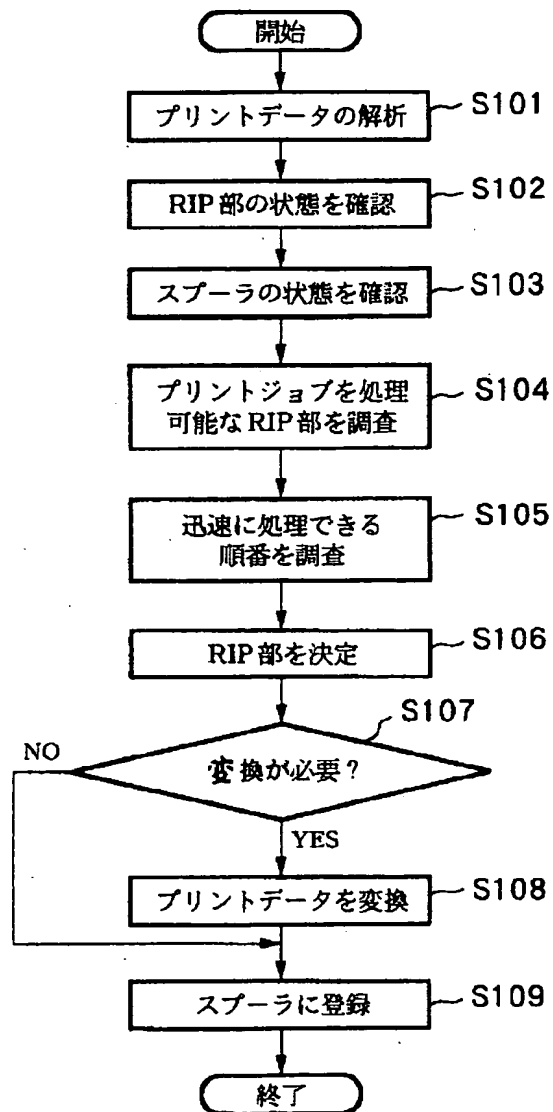 開始
プリントデータの解析
S101
RIP部の状態を確認
S102
スプーラの状態を確認
S103
プリントジョブを処理
可能なRIP部を調査
S104
迅速に処理できる
順番を調査
S105
RIP部を決定
S106
S107
変換が必要？
NO
YES
プリントデータを変換
S108
スプーラに登録
S109
終了